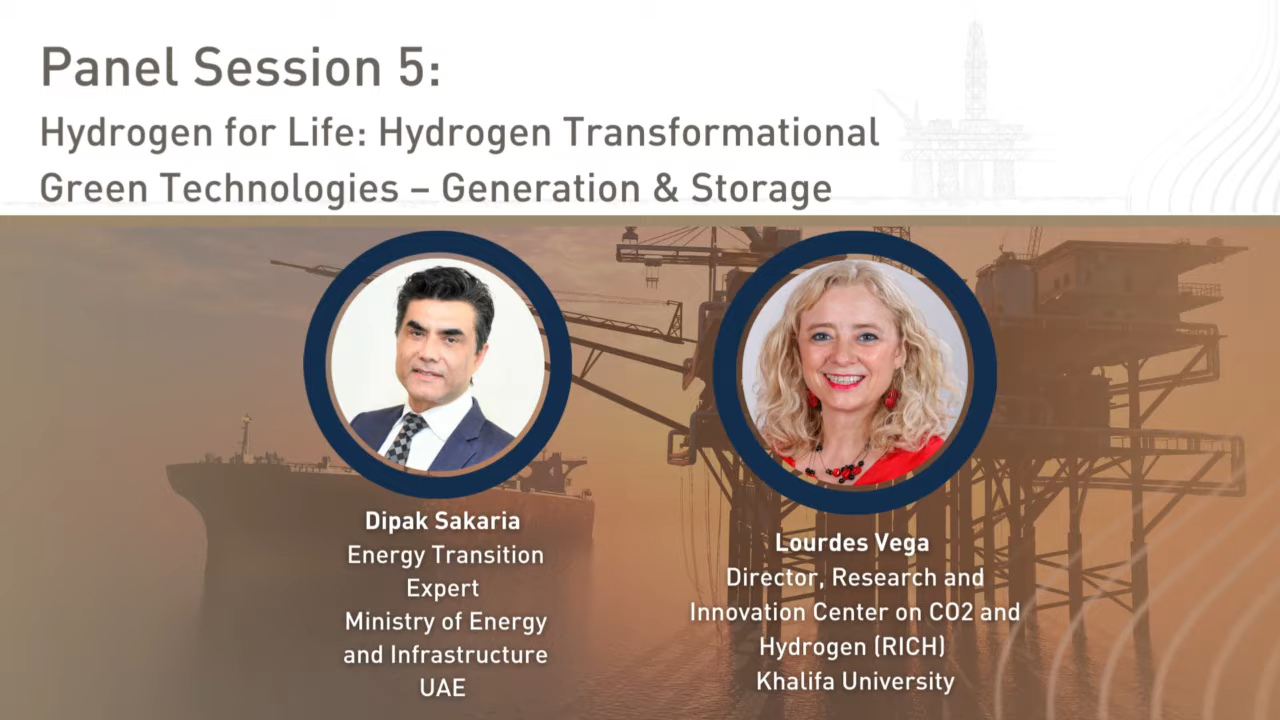 Panel Session 5:
Hydrogen for Life: Hydrogen Transformational
Green Technologies – Generation & Storage
Dipak Sakaria
Energy Transition
Expert
Ministry of Energy
and Infrastructure
UAE
Lourdes Vega
Director, Research and
Innovation Center on CO2 and
Hydrogen (RICH)
Khalifa University